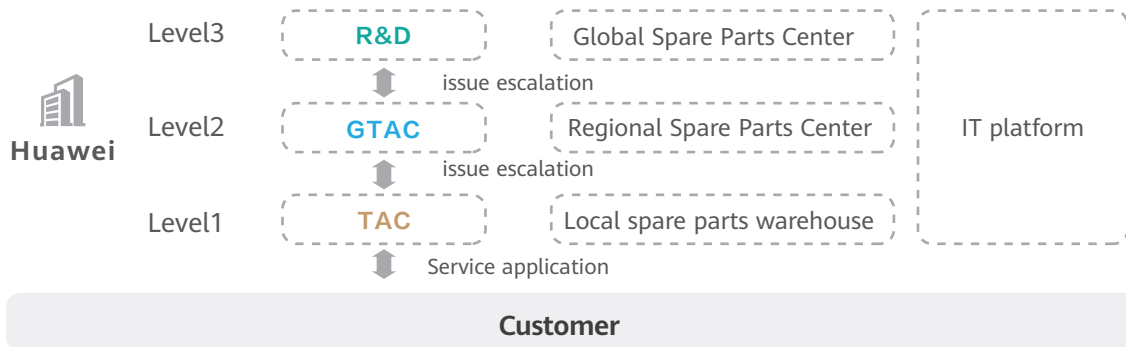 Level3
R&D
Global Spare Parts Center
issue escalation
Huawei
Level2
GTAC
Regional Spare Parts Center
IT platform
issue escalation
Level1
TAC
Local spare parts warehouse
Service application
Customer